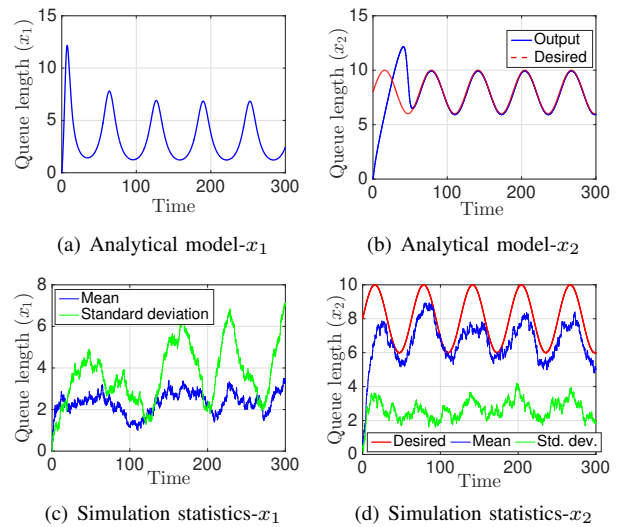 15
10
5
0
Queue length (x₁)
0 100 200 300
Time
(a) Analytical model-x₁
15
10
5
0
Queue length (x₂)
Output
Desired
0 100 200 300
Time
(b) Analytical model-x₂
8
6
4
2
0
Queue length (x₁)
Mean
Standard deviation
0 100 200 300
Time
(c) Simulation statistics-x₁
10
8
6
4
2
0
Queue length (x₂)
Desired Mean Std. dev.
0 100 200 300
Time
(d) Simulation statistics-x₂